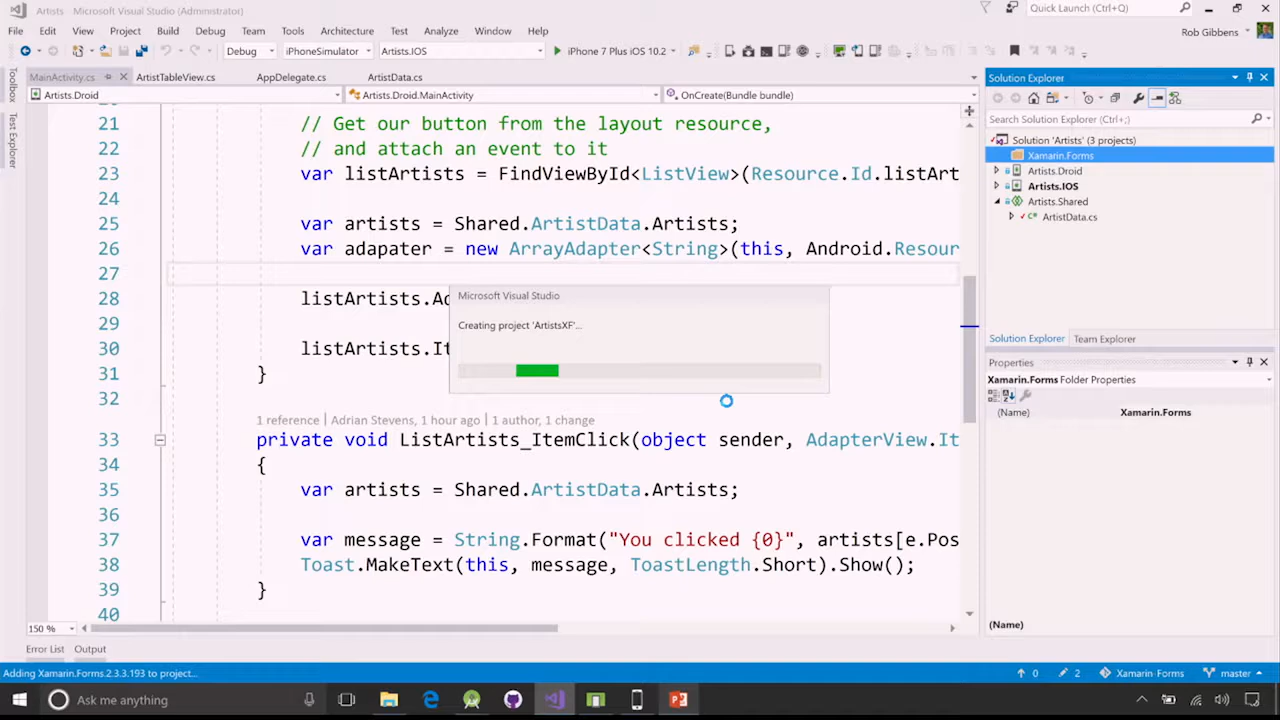 Artists - Microsoft Visual Studio (Administrator)
Quick Launch (Ctrl+Q)
File Edit View Project Build Debug Team Tools Architecture Test Analyze Window Help
Rob Gibbens
Debug iPhoneSimulator Artists.IOS iPhone 7 Plus iOS 10.2
Toolbox
Test Explorer
MainActivity.cs ArtistTableView.cs AppDelegate.cs ArtistData.cs
Artists.Droid Artists.Droid.MainActivity OnCreate(Bundle bundle)
21 // Get our button from the layout resource,
22 // and attach an event to it
23 var listArtists = FindViewById<ListView>(Resource.Id.listArt
24
25 var artists = Shared.ArtistData.Artists;
26 var adapater = new ArrayAdapter<String>(this, Android.Resour
27
28 listArtists.Ad
29
30 listArtists.It
31 }
32
1 reference | Adrian Stevens, 1 hour ago | 1 author, 1 change
33 private void ListArtists_ItemClick(object sender, AdapterView.It
34 {
35 var artists = Shared.ArtistData.Artists;
36
37 var message = String.Format("You clicked {0}", artists[e.Pos
38 Toast.MakeText(this, message, ToastLength.Short).Show();
39 }
40
Microsoft Visual Studio
Creating project 'ArtistsXF'...
150 %
Error List Output
Solution Explorer
Search Solution Explorer (Ctrl+;)
Solution 'Artists' (3 projects)
Xamarin.Forms
Artists.Droid
Artists.IOS
Artists.Shared
C# ArtistData.cs
Solution Explorer Team Explorer
Properties
Xamarin.Forms Folder Properties
(Name) Xamarin.Forms
(Name)
Adding Xamarin.Forms.2.3.3.193 to project... 0 2 Xamarin Forms master
Ask me anything